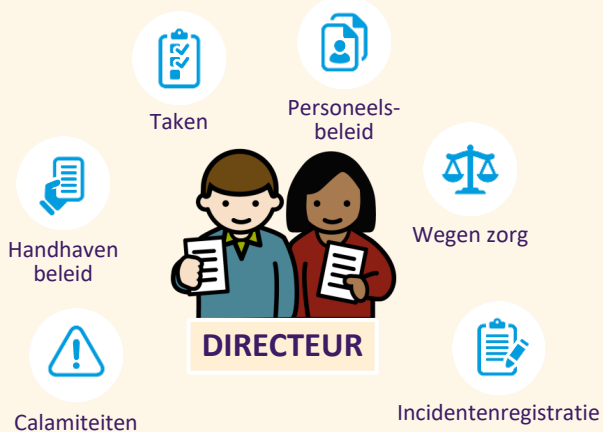 Taken
Personeels-
beleid
Handhaven
beleid
Wegen zorg
DIRECTEUR
Calamiteiten
Incidentenregistratie